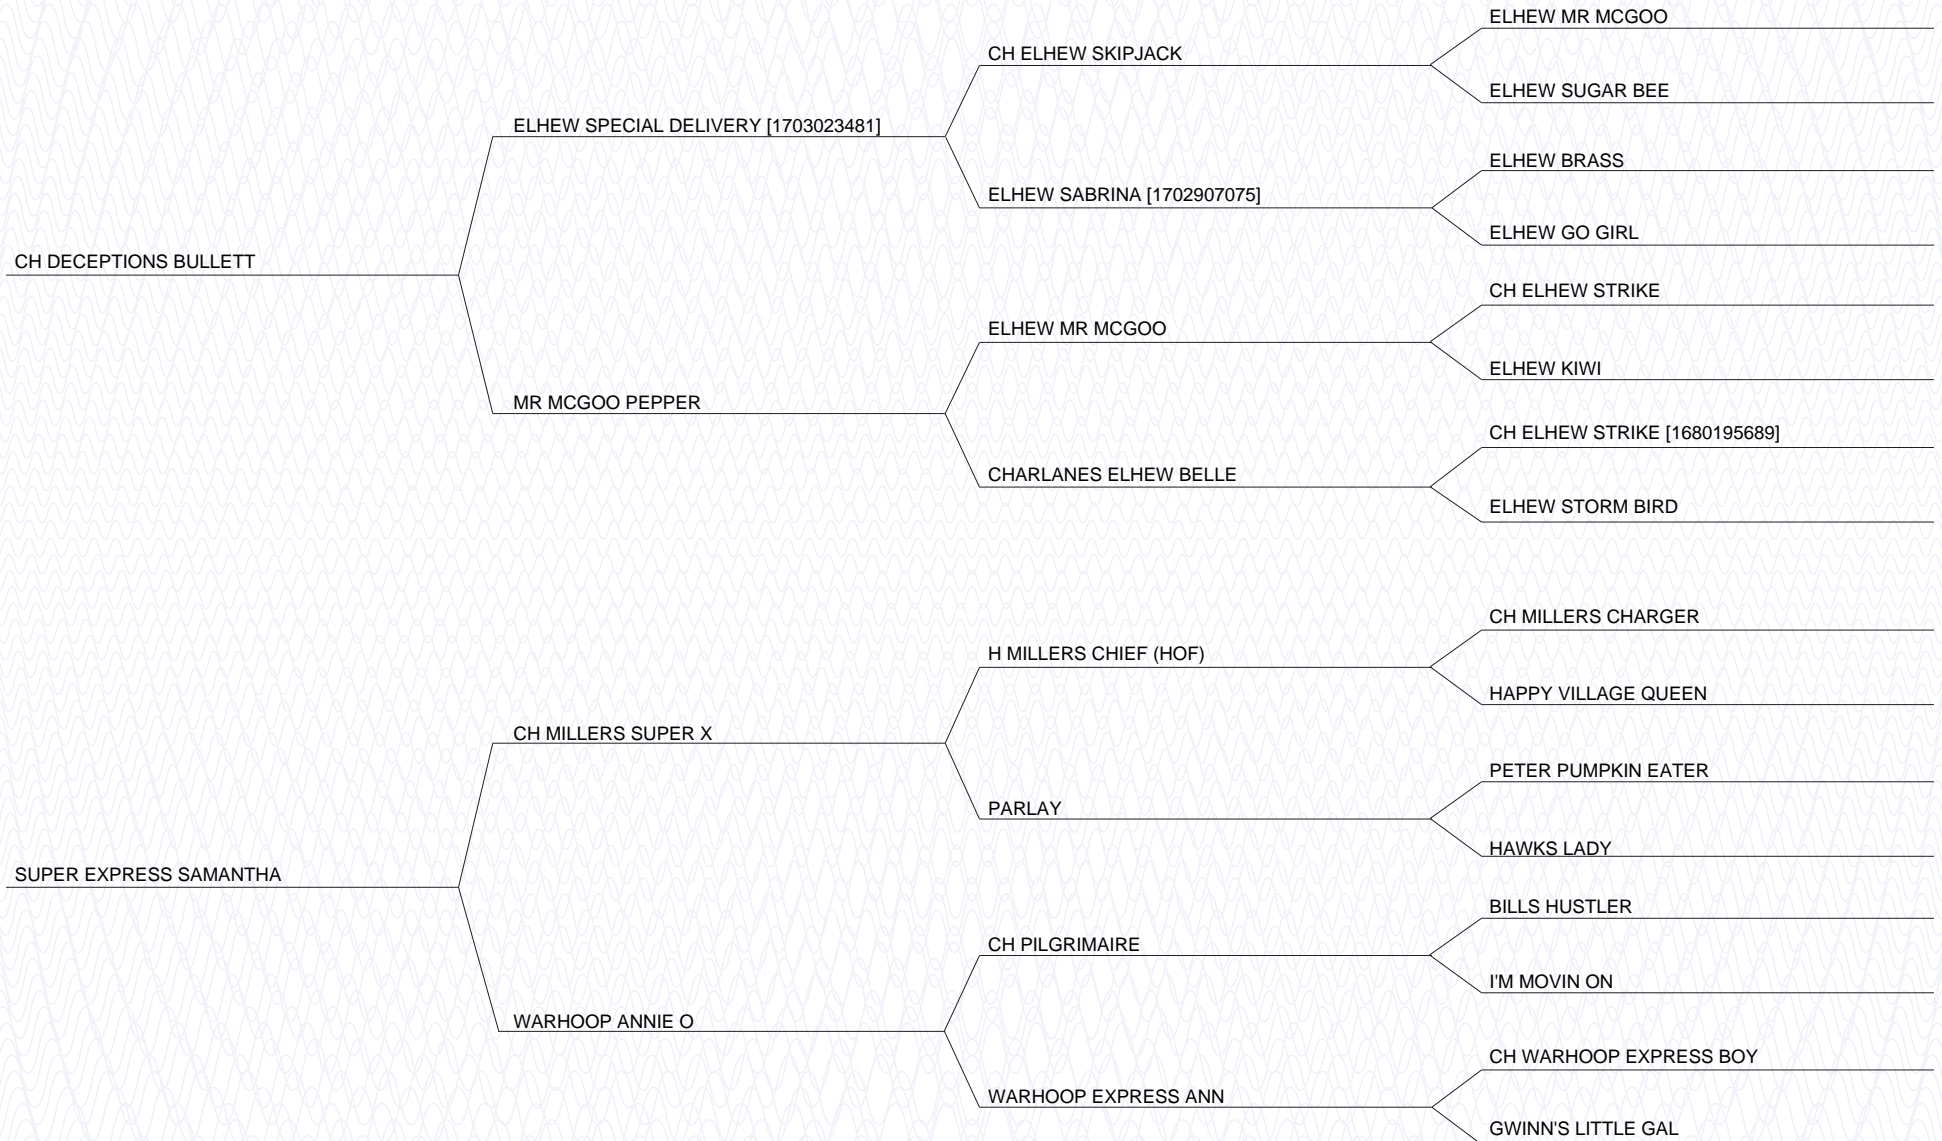 ELHEW MR MCGOO
CH ELHEW SKIPJACK
ELHEW SUGAR BEE
ELHEW SPECIAL DELIVERY [1703023481]
ELHEW BRASS
ELHEW SABRINA [1702907075]
ELHEW GO GIRL
CH DECEPTIONS BULLETT
CH ELHEW STRIKE
ELHEW MR MCGOO
ELHEW KIWI
MR MCGOO PEPPER
CH ELHEW STRIKE [1680195689]
CHARLANES ELHEW BELLE
ELHEW STORM BIRD
CH MILLERS CHARGER
H MILLERS CHIEF (HOF)
HAPPY VILLAGE QUEEN
CH MILLERS SUPER X
PETER PUMPKIN EATER
PARLAY
HAWKS LADY
SUPER EXPRESS SAMANTHA
BILLS HUSTLER
CH PILGRIMAIRE
I'M MOVIN ON
WARHOOP ANNIE O
CH WARHOOP EXPRESS BOY
WARHOOP EXPRESS ANN
GWINN'S LITTLE GAL